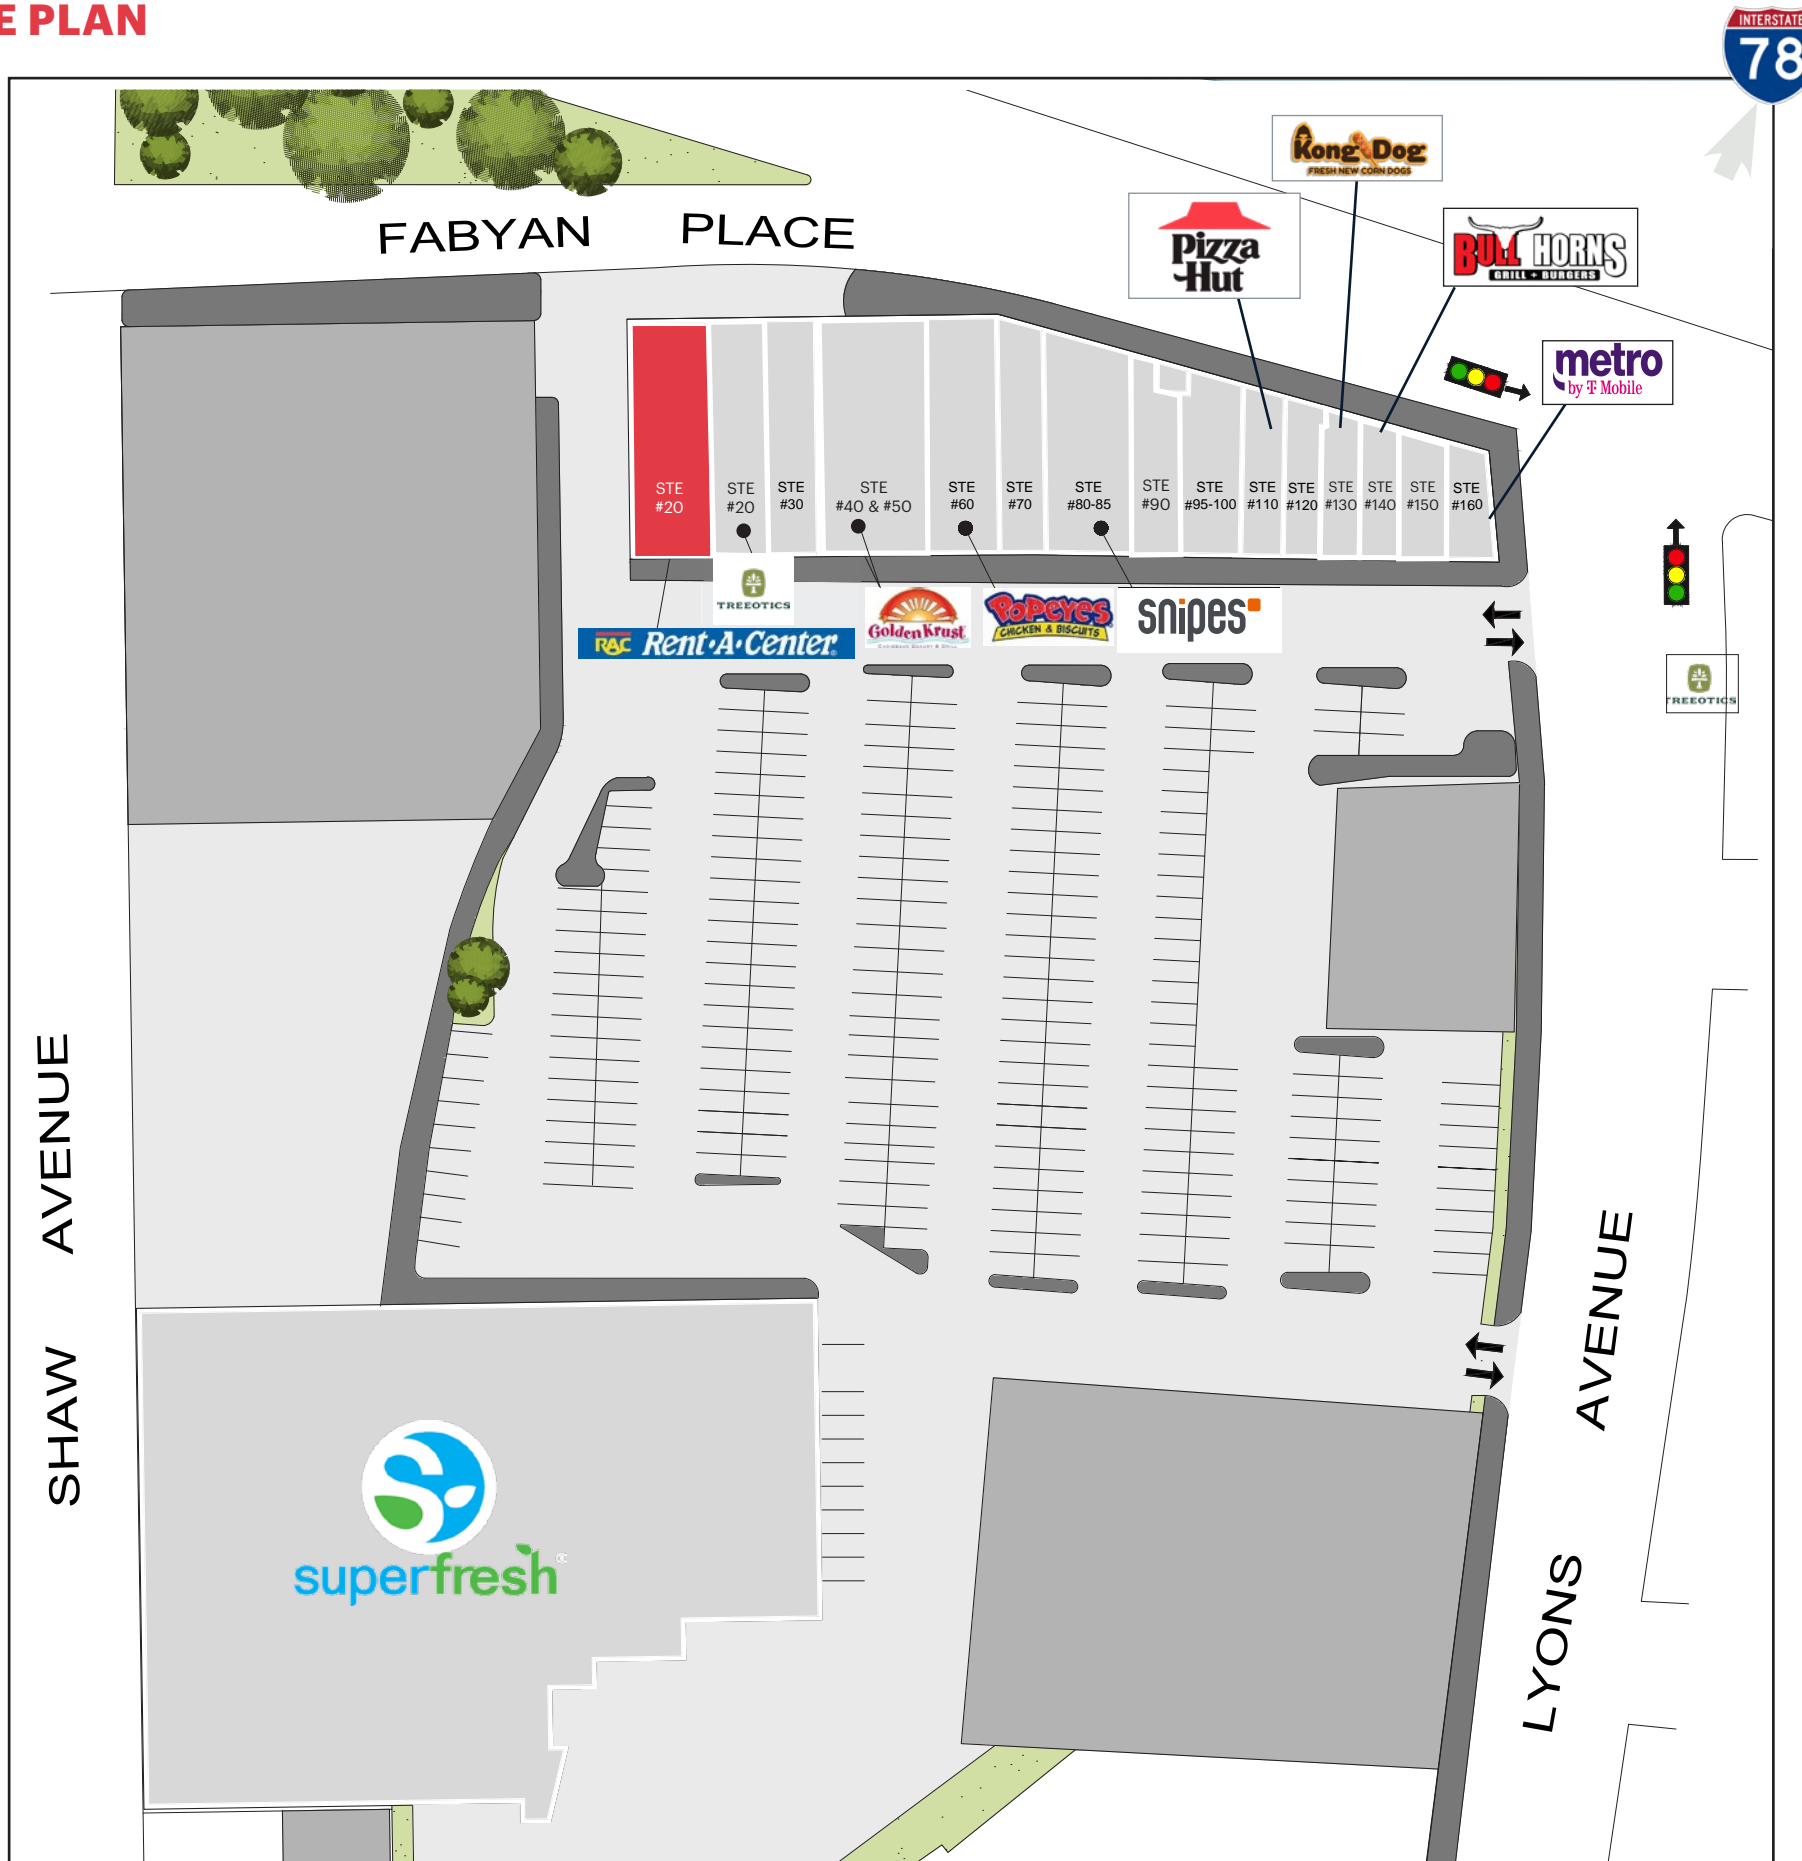 E PLAN
INTERSTATE
78
Kong Dog
FRESH NEW CORN DOGS
Pizza
Hut
BULL HORNS
GRILL + BURGERS
FABYAN PLACE
metro
by T Mobile
STE
#20
STE
#20
STE
#30
STE
#40 & #50
STE
#60
STE
#70
STE
#80-85
STE
#90
STE
#95-100
STE
#110
STE
#120
STE
#130
STE
#140
STE
#150
STE
#160
TREEOTICS
RAC Rent-A-Center
Golden Krust
POPEYES
CHICKEN & BISCUITS
snipes
TREEOTICS
SHAW AVENUE
LYONS AVENUE
superfresh